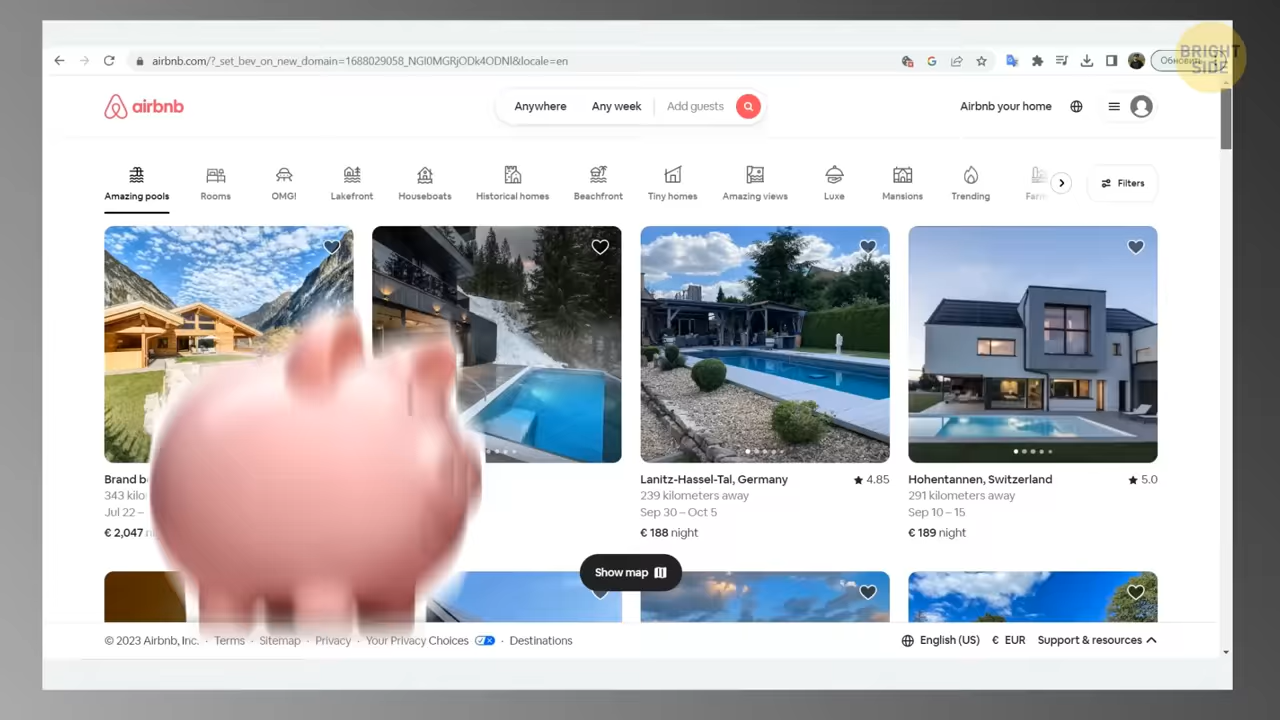 BRIGHT
SIDE
airbnb.com/?_set_bev_on_new_domain=1688029058_NGI0MGRjODk4ODNl&locale=en
airbnb
Anywhere
Any week
Add guests
Airbnb your home
Amazing pools
Rooms
OMG!
Lakefront
Houseboats
Historical homes
Beachfront
Tiny homes
Amazing views
Luxe
Mansions
Trending
Filters
Brand
343
Jul 22 –
€ 2,047
Lanitz-Hassel-Tal, Germany
4.85
239 kilometers away
Sep 30 – Oct 5
€ 188 night
Hohentannen, Switzerland
5.0
291 kilometers away
Sep 10 – 15
€ 189 night
Show map
© 2023 Airbnb, Inc. · Terms · Sitemap · Privacy · Your Privacy Choices · Destinations
English (US)
€ EUR
Support & resources